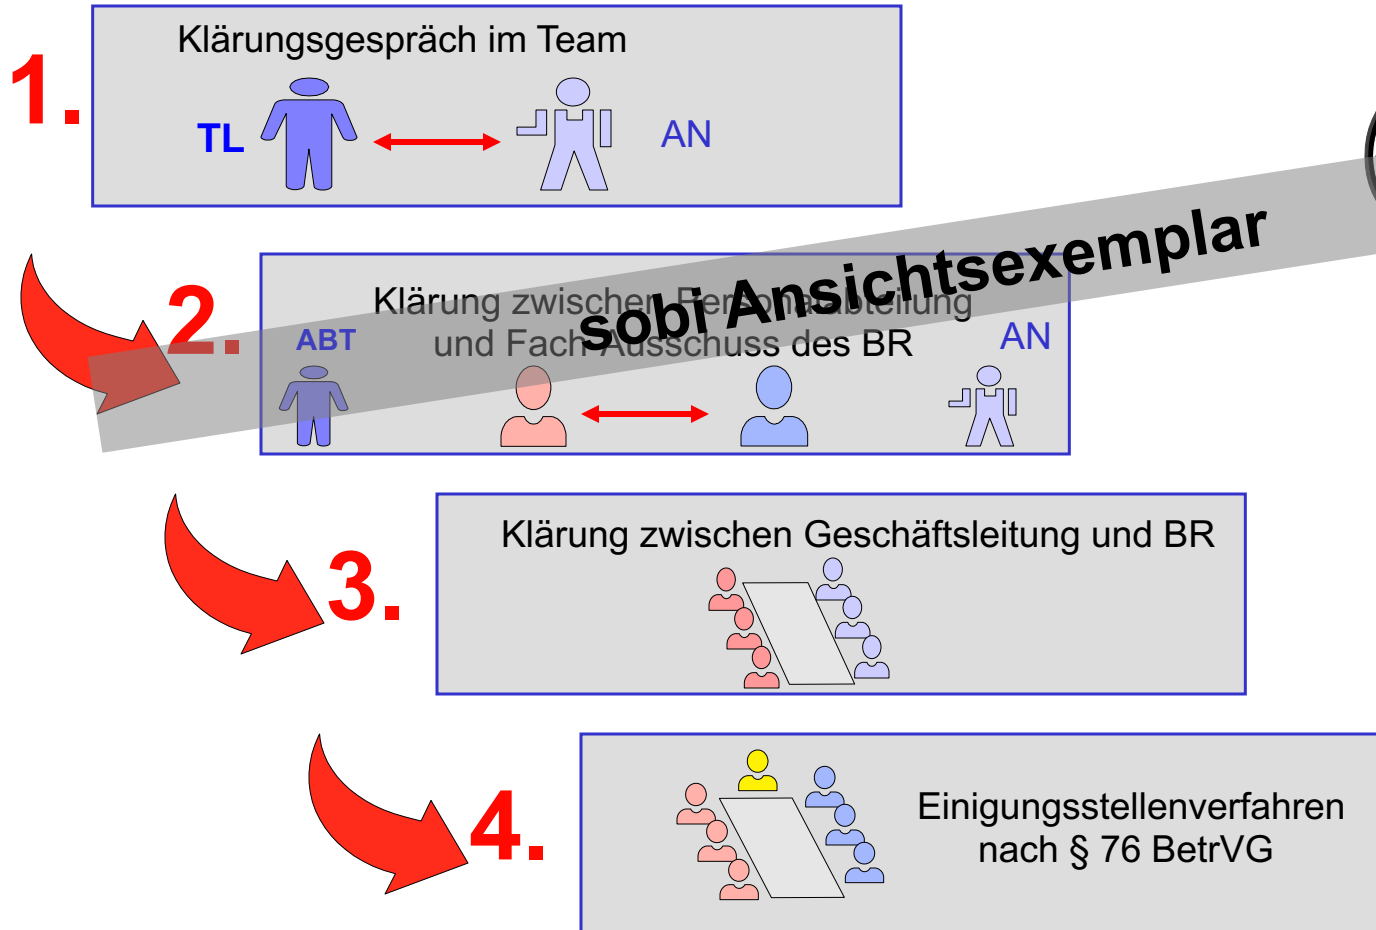 1.
Klärungsgespräch im Team
TL
AN
2.
Klärung zwischen Personalabteilung
und Fach-Ausschuss des BR
ABT
AN
sobi Ansichtsexemplar
3.
Klärung zwischen Geschäftsleitung und BR
4.
Einigungsstellenverfahren
nach § 76 BetrVG